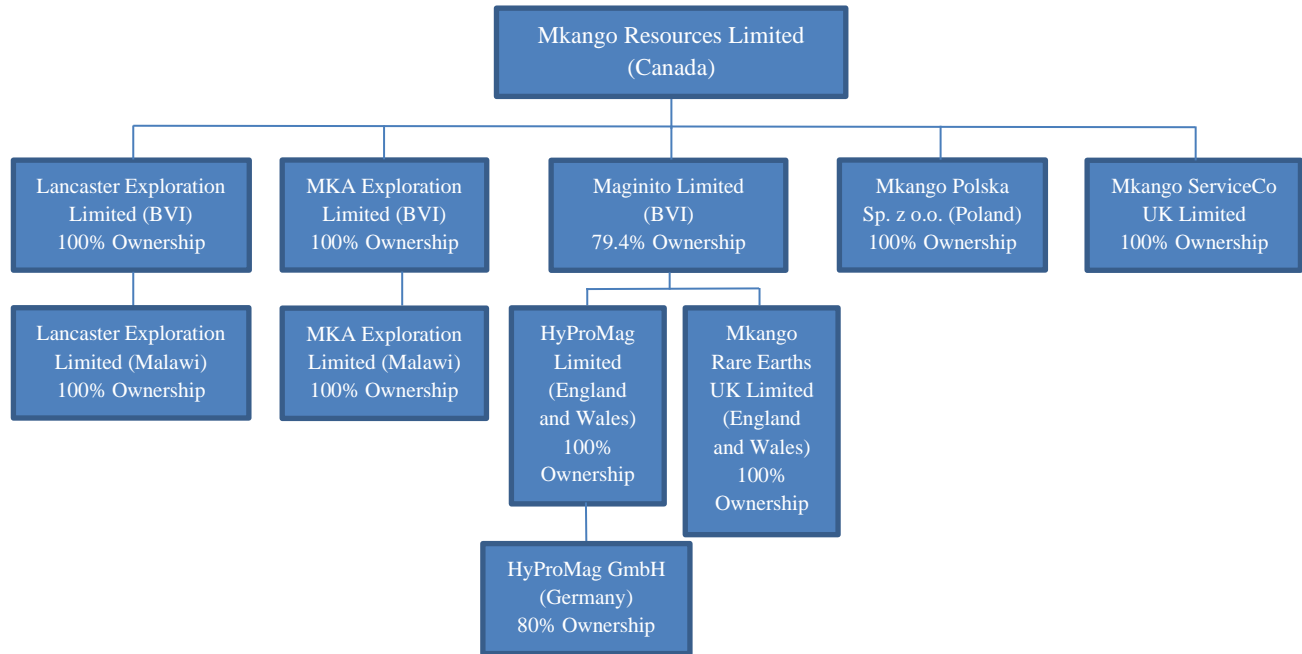 Mkango Resources Limited
(Canada)
Lancaster Exploration
Limited (BVI)
100% Ownership
MKA Exploration
Limited (BVI)
100% Ownership
Maginito Limited
(BVI)
79.4% Ownership
Mkango Polska
Sp. z o.o. (Poland)
100% Ownership
Mkango ServiceCo
UK Limited
100% Ownership
Lancaster Exploration
Limited (Malawi)
100% Ownership
MKA Exploration
Limited (Malawi)
100% Ownership
HyProMag
Limited
(England
and Wales)
100%
Ownership
Mkango
Rare Earths
UK Limited
(England
and Wales)
100%
Ownership
HyProMag GmbH
(Germany)
80% Ownership